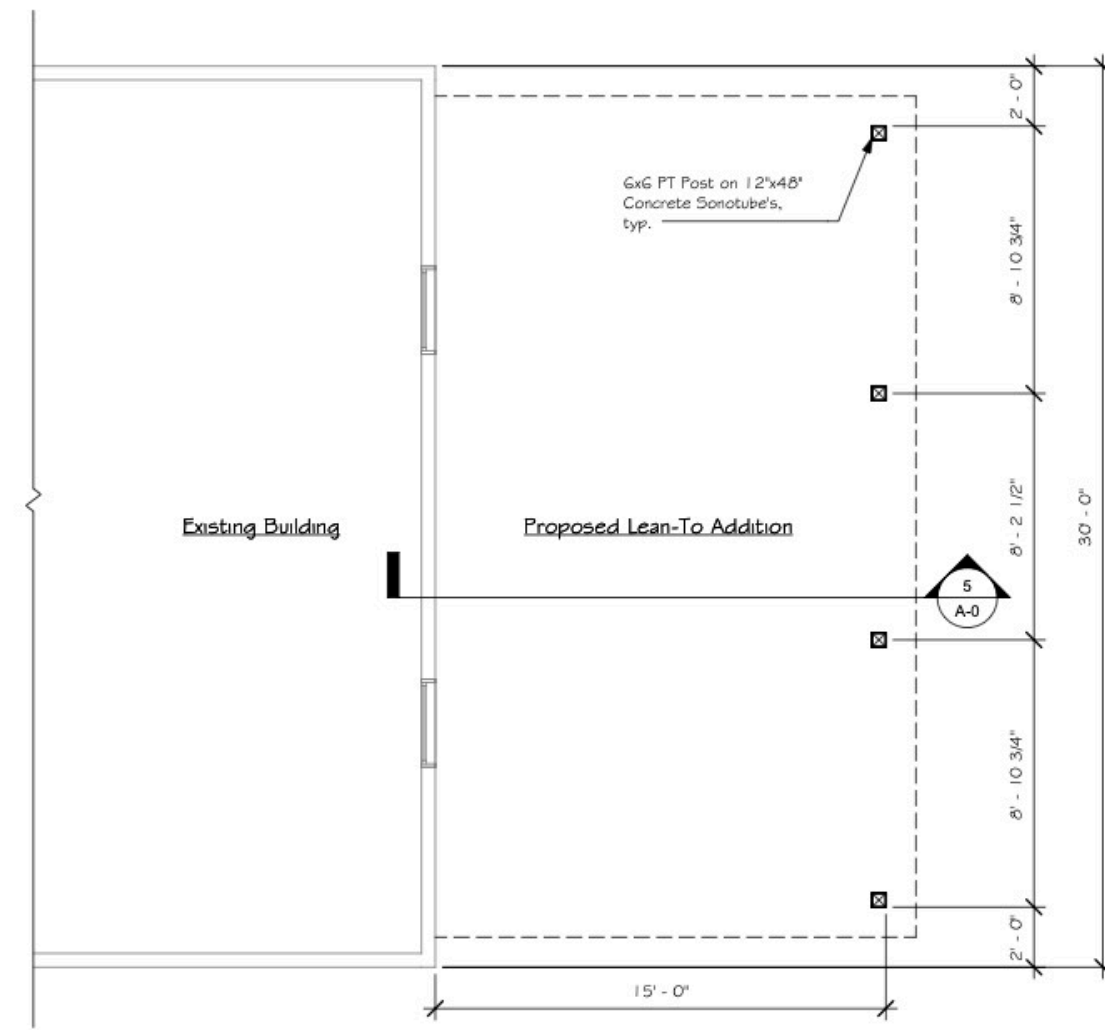 2' - 0"
6x6 PT Post on 12"x48"
Concrete Sonotube's,
typ.
8' - 10 3/4"
Existing Building
Proposed Lean-To Addition
8' - 2 1/2"
30' - 0"
5
A-0
8' - 10 3/4"
2' - 0"
15' - 0"